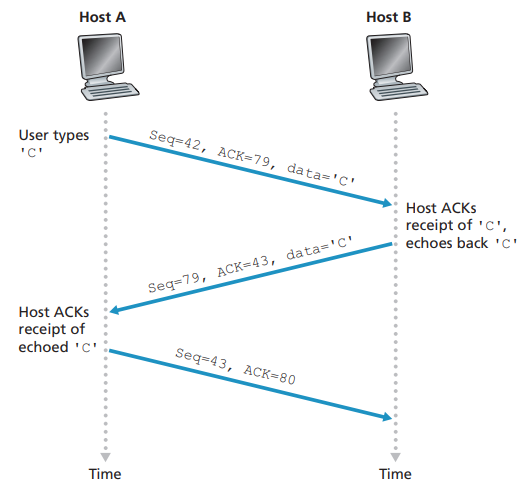 Host A
Host B
User types
'C'
Seq=42, ACK=79, data='C'
Host ACKs
receipt of 'C',
echoes back 'C'
Seq=79, ACK=43, data='C'
Host ACKs
receipt of
echoed 'C'
Seq=43, ACK=80
Time
Time